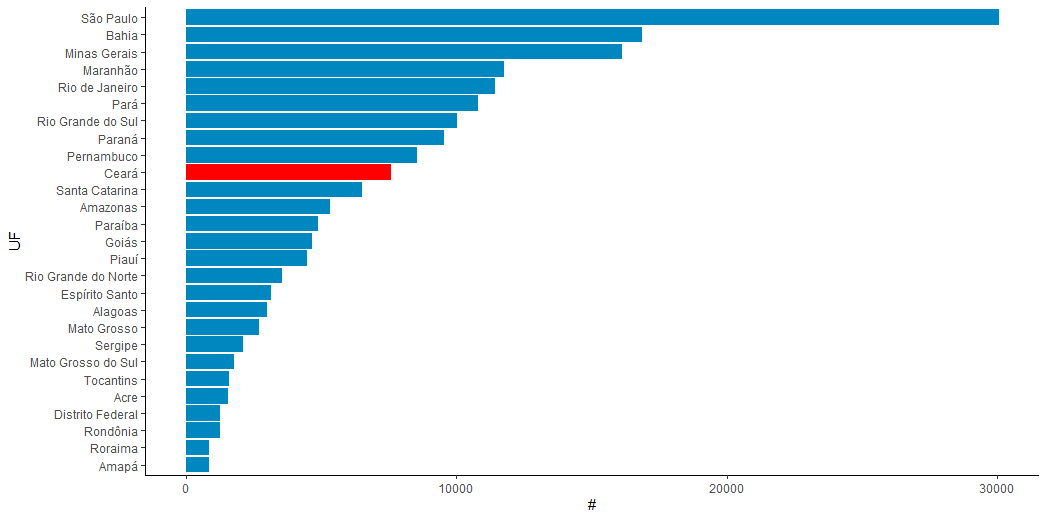 São Paulo
Bahia
Minas Gerais
Maranhão
Rio de Janeiro
Pará
Rio Grande do Sul
Paraná
Pernambuco
Ceará
Santa Catarina
Amazonas
Paraíba
Goiás
Piauí
Rio Grande do Norte
Espírito Santo
Alagoas
Mato Grosso
Sergipe
Mato Grosso do Sul
Tocantins
Acre
Distrito Federal
Rondônia
Roraima
Amapá
UF
0 10000 20000 30000
#